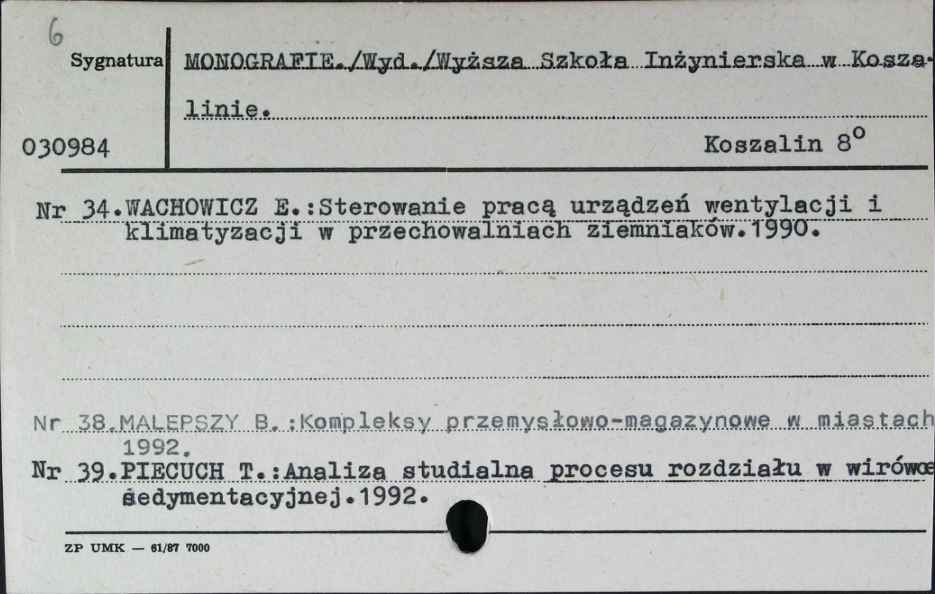 6
Sygnatura
MONOGRAFIE./Wyd./Wyższa Szkoła Inżynierska w Kosza-
linie.
030984
Koszalin 8°
Nr 34.WACHOWICZ E.:Sterowanie pracą urządzeń wentylacji i
klimatyzacji w przechowalniach ziemniaków.1990.
Nr 38.MALEPSZY B.:Kompleksy przemysłowo-magazynowe w miastach
1992.
Nr 39.PIECUCH T.:Analiza studialna procesu rozdziału w wirówce
sedymentacyjnej.1992.
ZP UMK — 61/87 7000